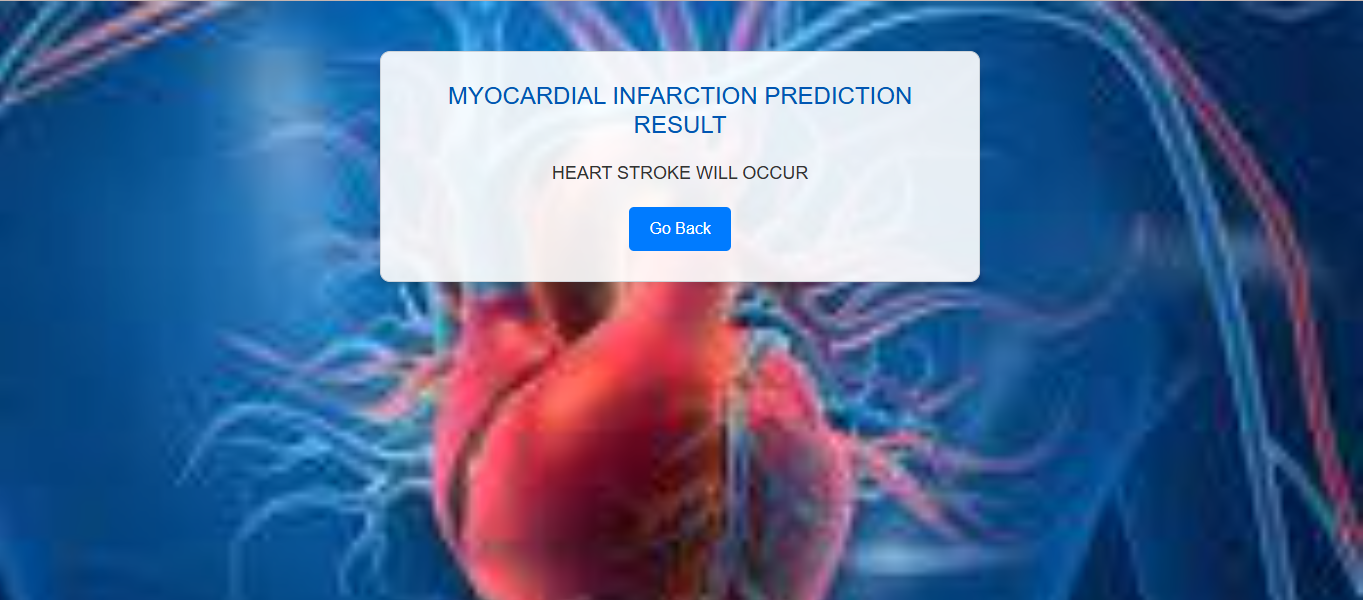 MYOCARDIAL INFARCTION PREDICTION
RESULT
HEART STROKE WILL OCCUR
Go Back